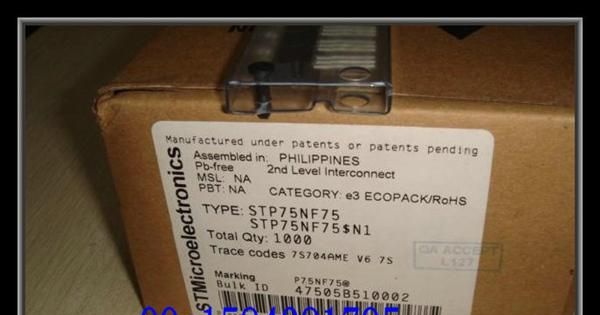 Manufactured under patents or patents pending
Assembled in: PHILIPPINES
Pb-free 2nd Level Interconnect
MSL: NA
PBT: NA CATEGORY: e3 ECOPACK/RoHS
TYPE: STP75NF75
STP75NF75$N1
Total Qty: 1000
Trace codes 7S704AME V6 7S
Marking P75NF75@
Bulk ID 47505B510002
STMicroelectronics
QA ACCEPT
L127